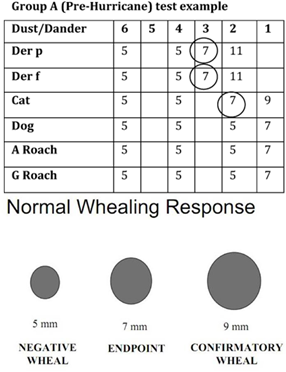 Group A (Pre-Hurricane) test example
Dust/Dander 6 5 4 3 2 1
Der p 5 5 7 11
Der f 5 5 7 11
Cat 5 5 7 9
Dog 5 5 5 7
A Roach 5 5 5 7
G Roach 5 5 5 7
Normal Whealing Response
5 mm 7 mm 9 mm
NEGATIVE ENDPOINT CONFIRMATORY
WHEAL WHEAL